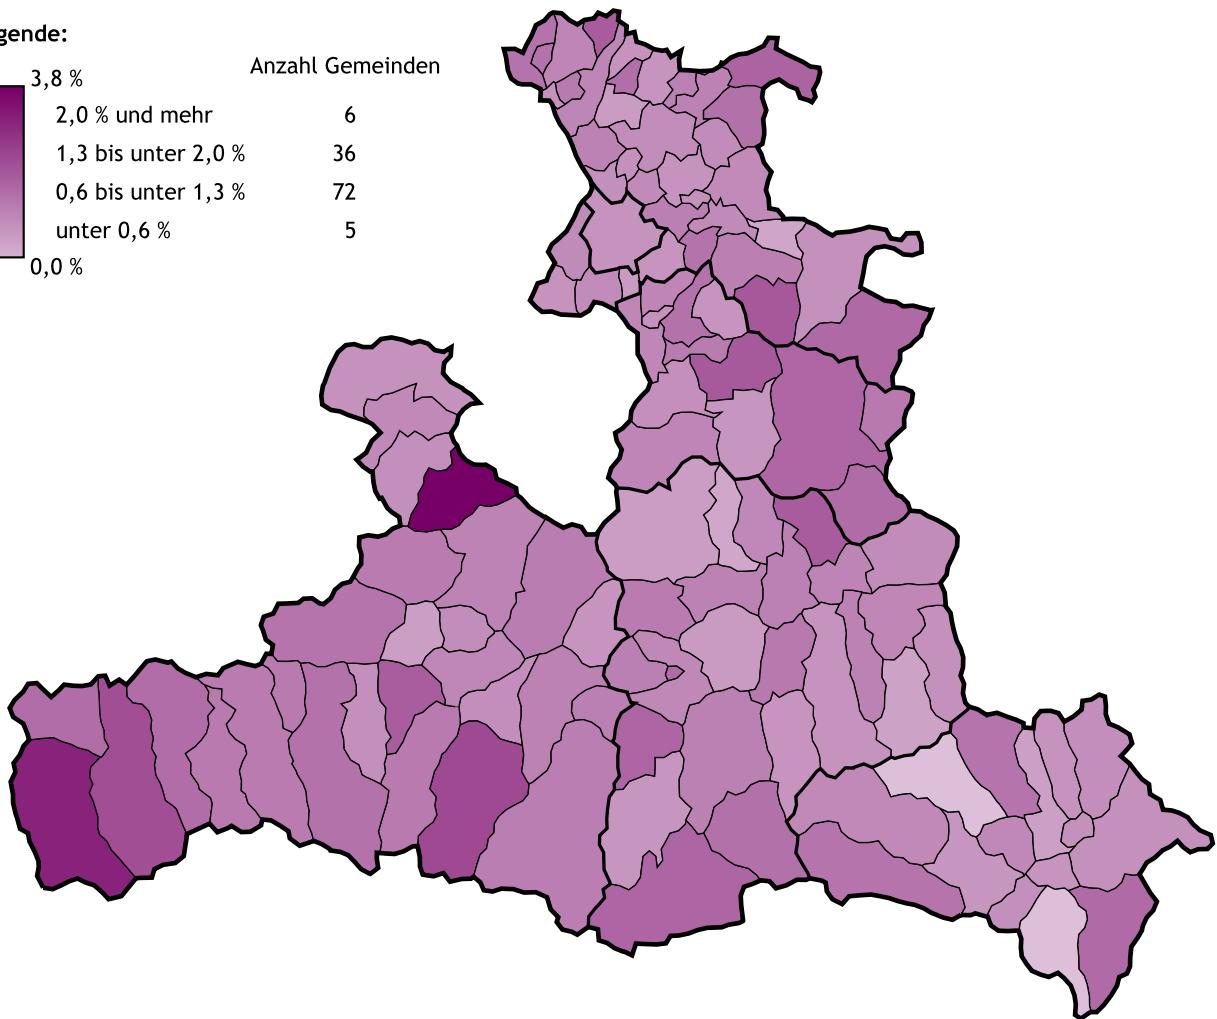 gende:
3,8 %
Anzahl Gemeinden
2,0 % und mehr 6
1,3 bis unter 2,0 % 36
0,6 bis unter 1,3 % 72
unter 0,6 % 5
0,0 %